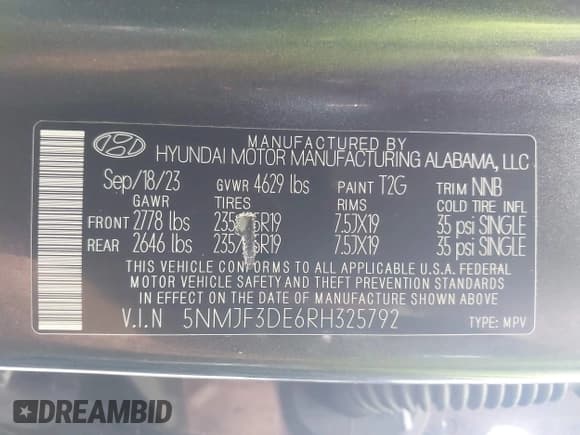 MANUFACTURED BY
HYUNDAI MOTOR MANUFACTURING ALABAMA, LLC
Sep/18/23 GVWR 4629 lbs PAINT T2G TRIM NNB
GAWR TIRES RIMS COLD TIRE INFL
FRONT 2778 lbs 7.5JX19 35 psi SINGLE
REAR 2646 lbs 7.5JX19 35 psi SINGLE
THIS VEHICLE CONFORMS TO ALL APPLICABLE U.S.A. FEDERAL
MOTOR VEHICLE SAFETY AND THEFT PREVENTION STANDARDS
IN EFFECT ON THE DATE OF MANUFACTURE SHOWN ABOVE.
V.I.N 5NMJF3DE6RH325792 TYPE: MPV
DREAMBID